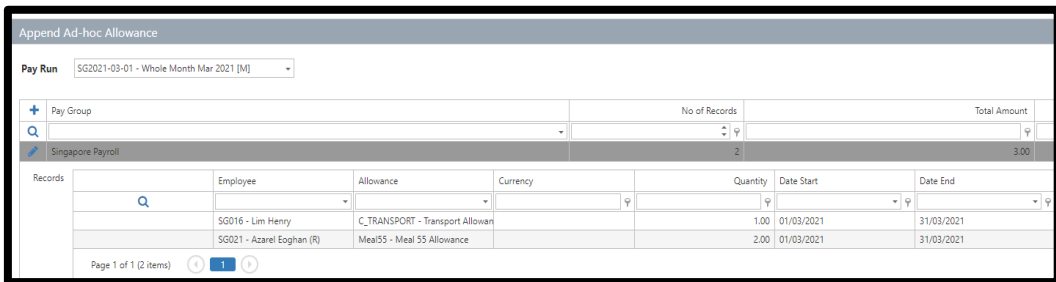 Append Ad-hoc Allowance
Pay Run SG2021-03-01 - Whole Month Mar 2021 [M]
Pay Group No of Records Total Amount
Singapore Payroll 2 3.00
Records Employee Allowance Currency Quantity Date Start Date End
SG016 - Lim Henry C_TRANSPORT - Transport Allowan 1.00 01/03/2021 31/03/2021
SG021 - Azarel Eoghan (R) Meal55 - Meal 55 Allowance 2.00 01/03/2021 31/03/2021
Page 1 of 1 (2 items) 1